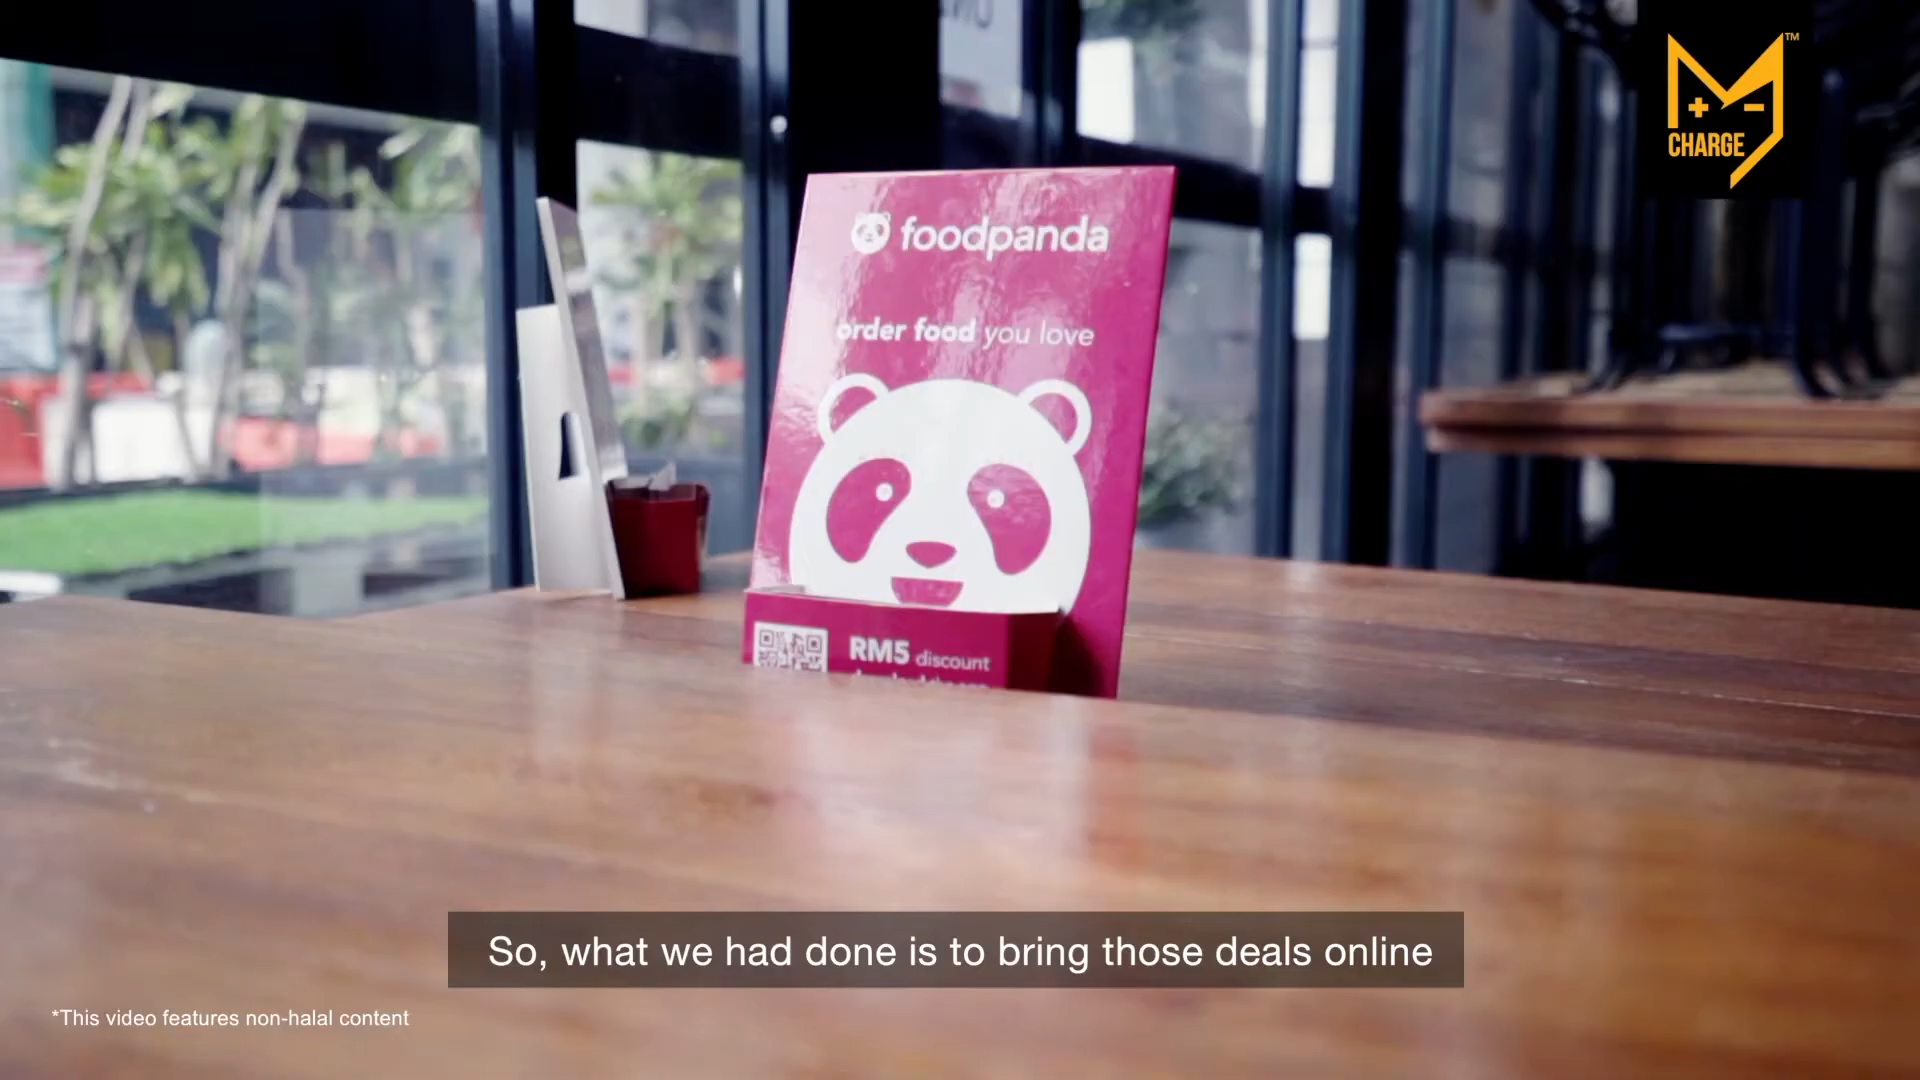 TM
CHARGE
foodpanda
order food you love
RM5 discount
So, what we had done is to bring those deals online
*This video features non-halal content